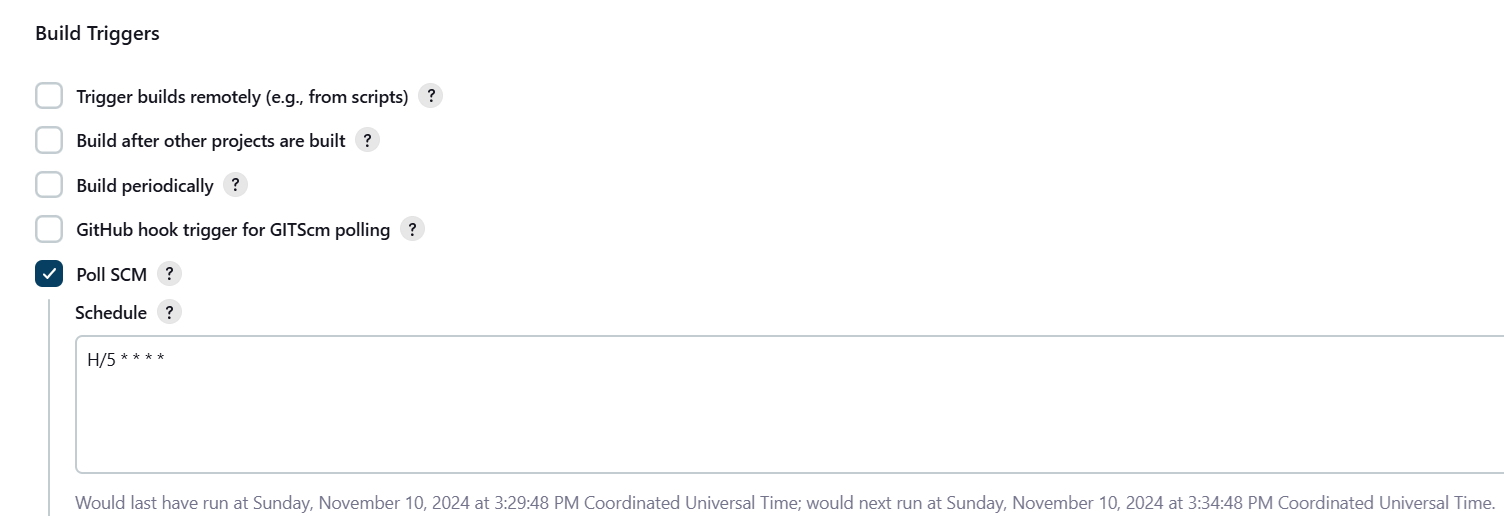 Build Triggers
Trigger builds remotely (e.g., from scripts) ?
Build after other projects are built ?
Build periodically ?
GitHub hook trigger for GITScm polling ?
Poll SCM ?
Schedule ?
H/5 * * * *
Would last have run at Sunday, November 10, 2024 at 3:29:48 PM Coordinated Universal Time; would next run at Sunday, November 10, 2024 at 3:34:48 PM Coordinated Universal Time.